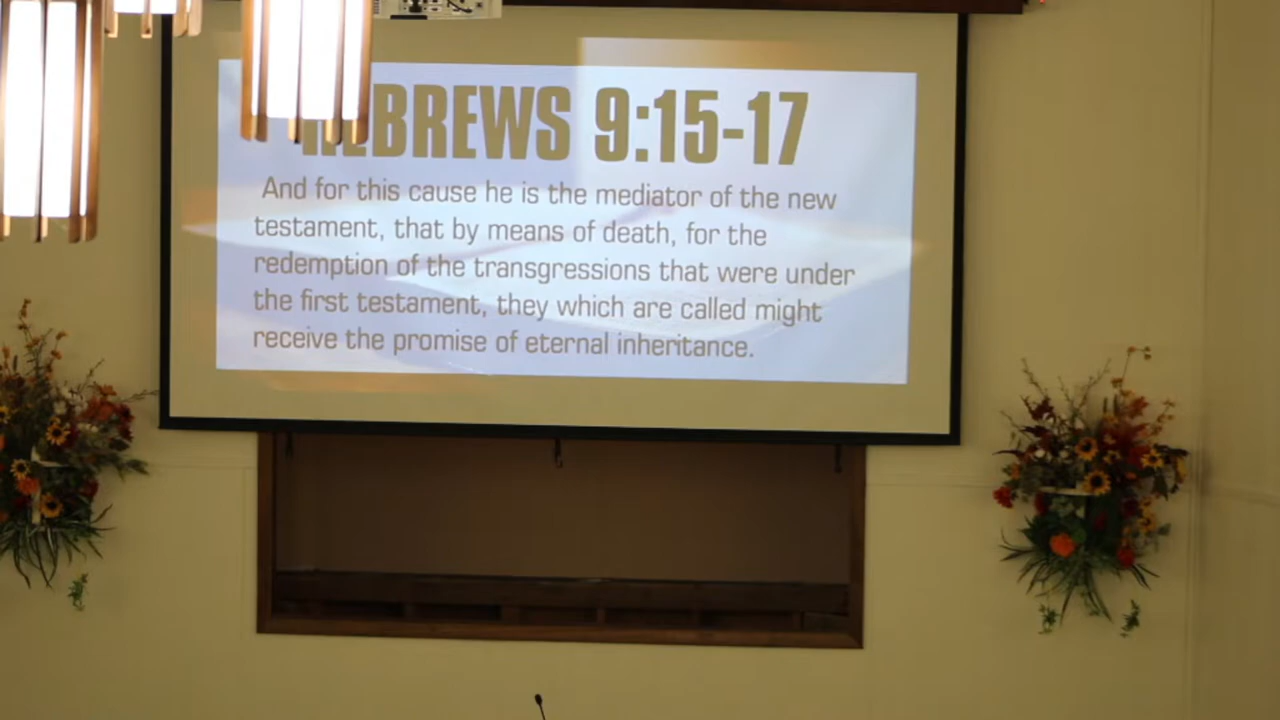 HEBREWS 9:15-17
And for this cause he is the mediator of the new
testament, that by means of death, for the
redemption of the transgressions that were under
the first testament, they which are called might
receive the promise of eternal inheritance.